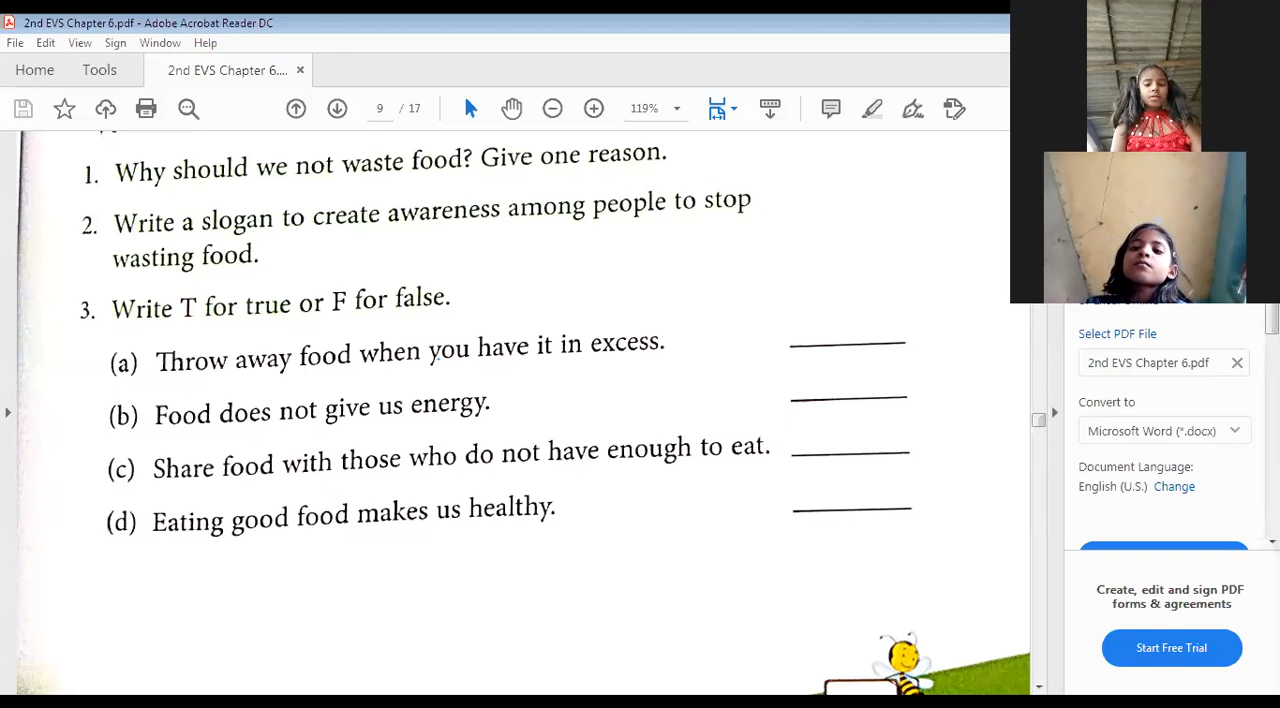 2nd EVS Chapter 6.pdf - Adobe Acrobat Reader DC
File Edit View Sign Window Help
Home Tools 2nd EVS Chapter 6.... ×
9 / 17 119%
1. Why should we not waste food? Give one reason.
2. Write a slogan to create awareness among people to stop
wasting food.
3. Write T for true or F for false.
(a) Throw away food when you have it in excess.
(b) Food does not give us energy.
(c) Share food with those who do not have enough to eat.
(d) Eating good food makes us healthy.
Select PDF File
2nd EVS Chapter 6.pdf
Convert to
Microsoft Word (*.docx)
Document Language:
English (U.S.) Change
Create, edit and sign PDF
forms & agreements
Start Free Trial